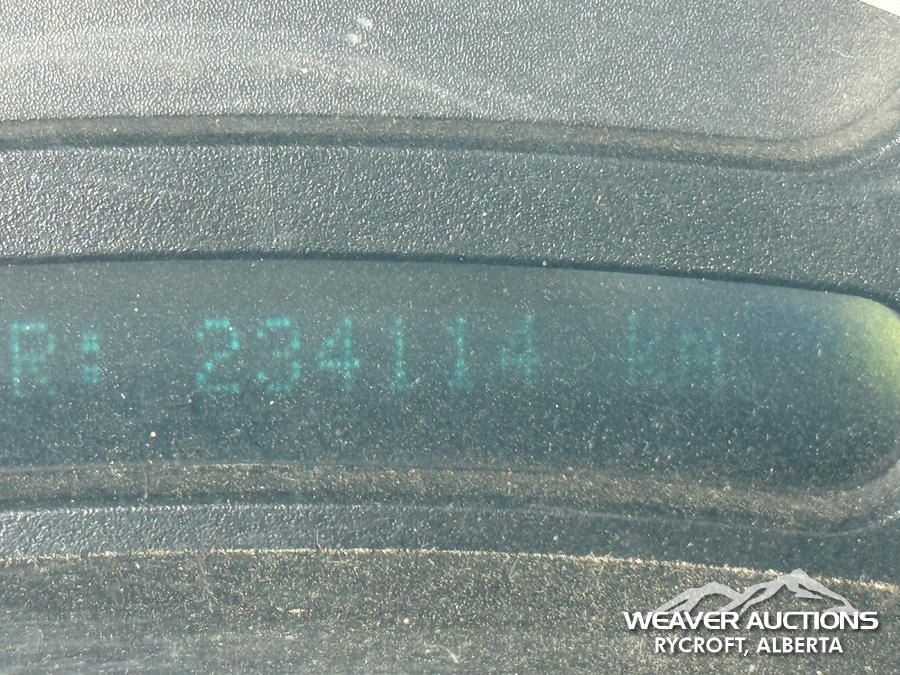 R: 234114 km
WEAVER AUCTIONS
RYCROFT, ALBERTA